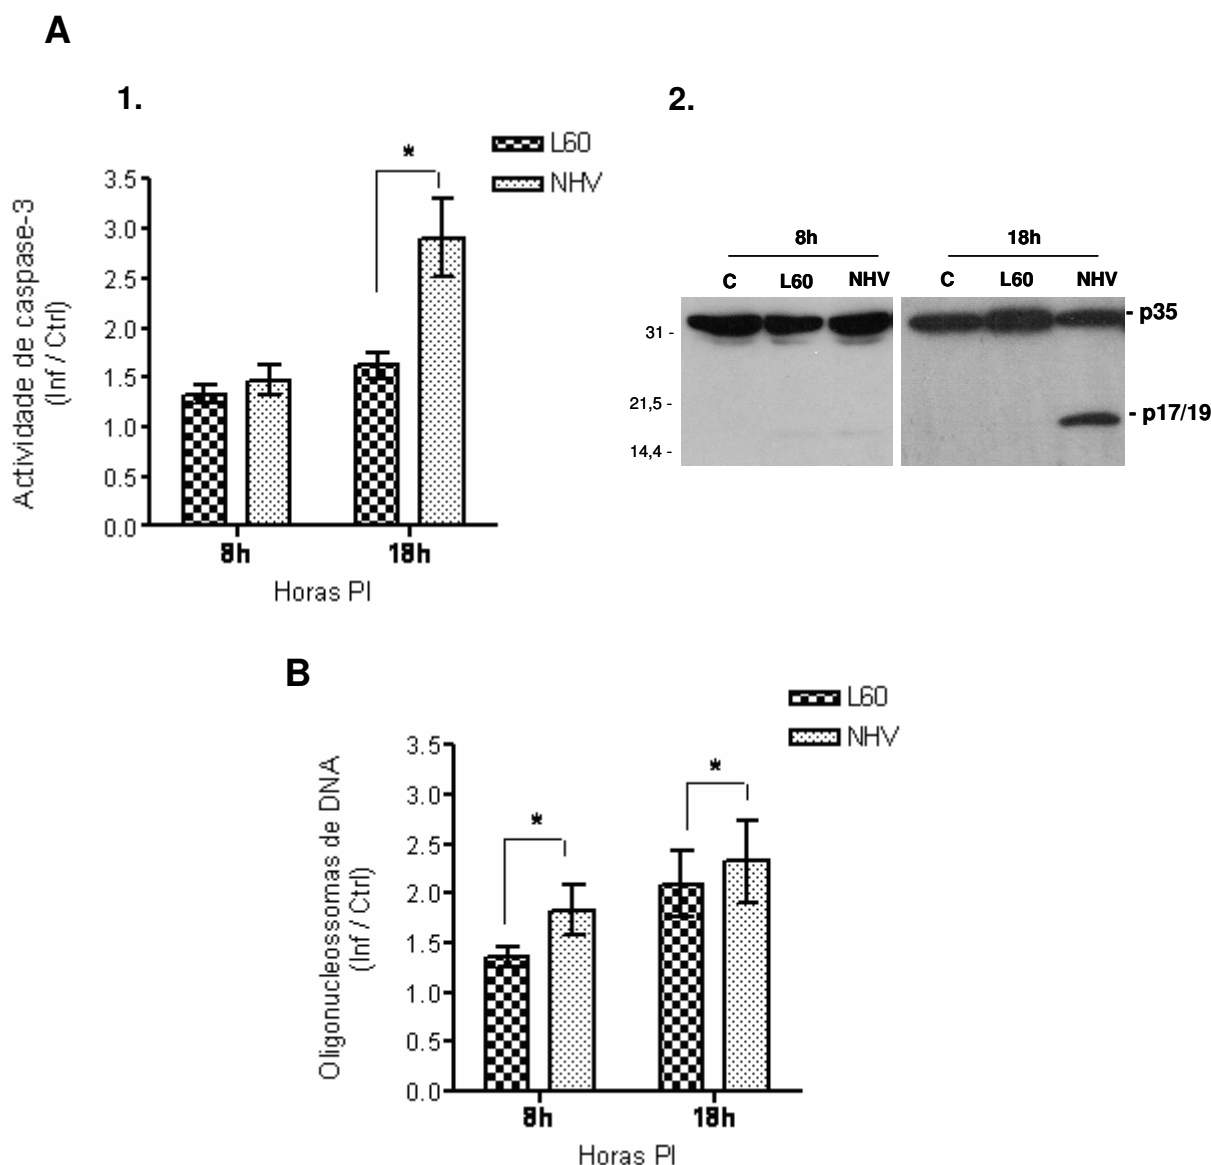 A
1.
L60
NHV
*
3.5
3.0
2.5
2.0
1.5
1.0
0.5
0.0
Actividade de caspase-3
(Inf / Ctrl)
8h
18h
Horas PI
2.
8h
18h
C
L60
NHV
C
L60
NHV
31 -
21,5 -
14,4 -
- p35
- p17/19
B
L60
NHV
*
*
3.5
3.0
2.5
2.0
1.5
1.0
0.5
0.0
Oligonucleossomas de DNA
(Inf / Ctrl)
8h
18h
Horas PI